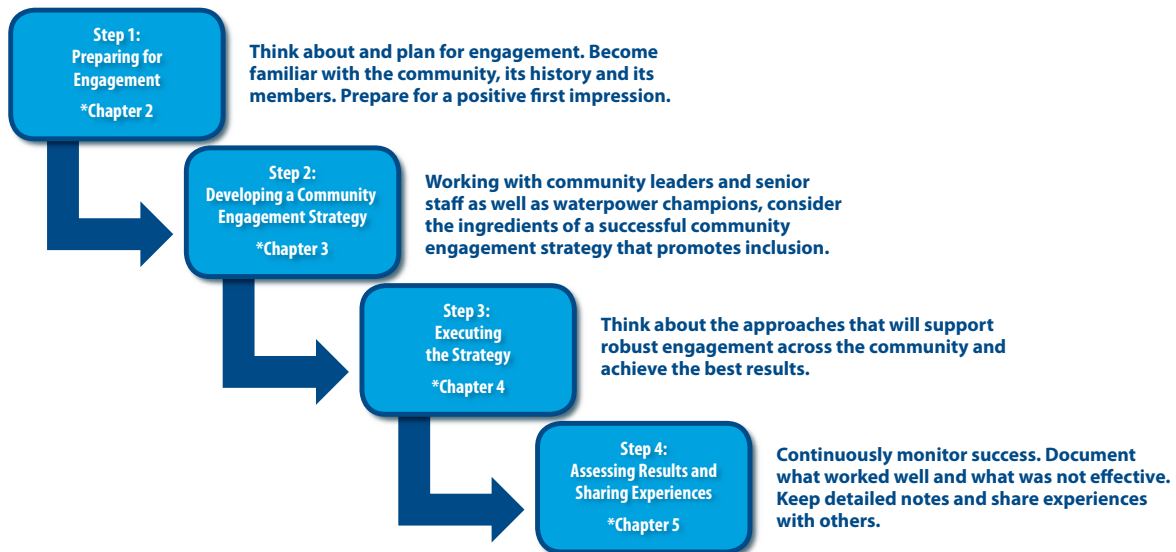 Step 1:
Preparing for
Engagement
*Chapter 2
Think about and plan for engagement. Become
familiar with the community, its history and its
members. Prepare for a positive first impression.
Step 2:
Developing a Community
Engagement Strategy
*Chapter 3
Working with community leaders and senior
staff as well as waterpower champions, consider
the ingredients of a successful community
engagement strategy that promotes inclusion.
Step 3:
Executing
the Strategy
*Chapter 4
Think about the approaches that will support
robust engagement across the community and
achieve the best results.
Step 4:
Assessing Results and
Sharing Experiences
*Chapter 5
Continuously monitor success. Document
what worked well and what was not effective.
Keep detailed notes and share experiences
with others.